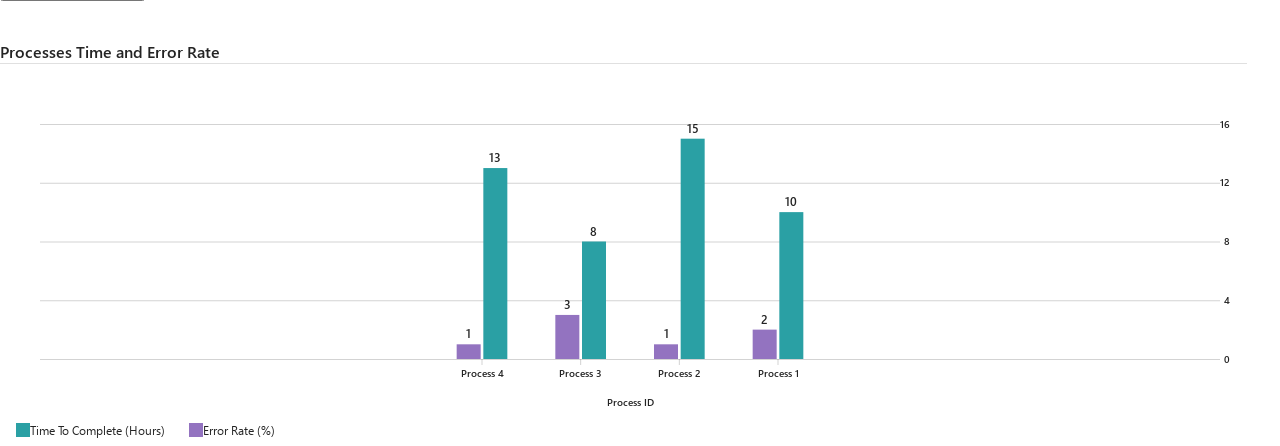 Processes Time and Error Rate
16
12
8
4
0
13
8
15
10
1
3
1
2
Process 4
Process 3
Process 2
Process 1
Process ID
Time To Complete (Hours)
Error Rate (%)